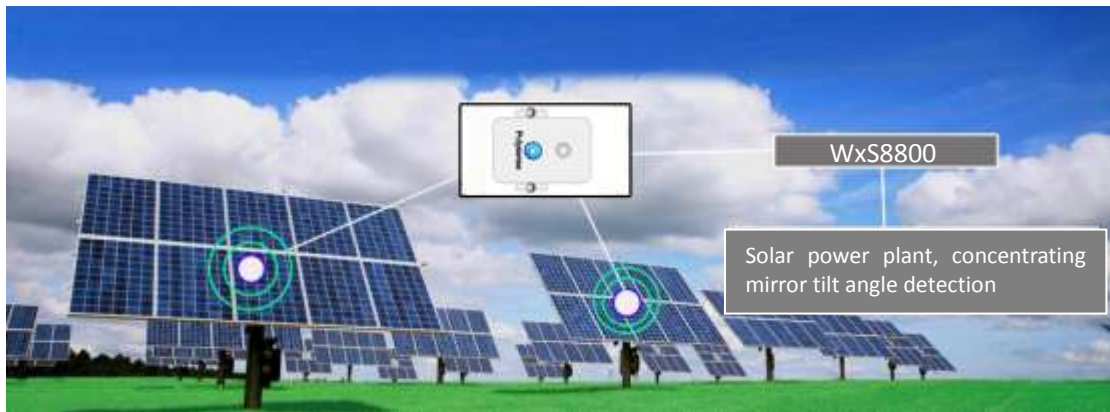 WxS8800
Solar power plant, concentrating
mirror tilt angle detection